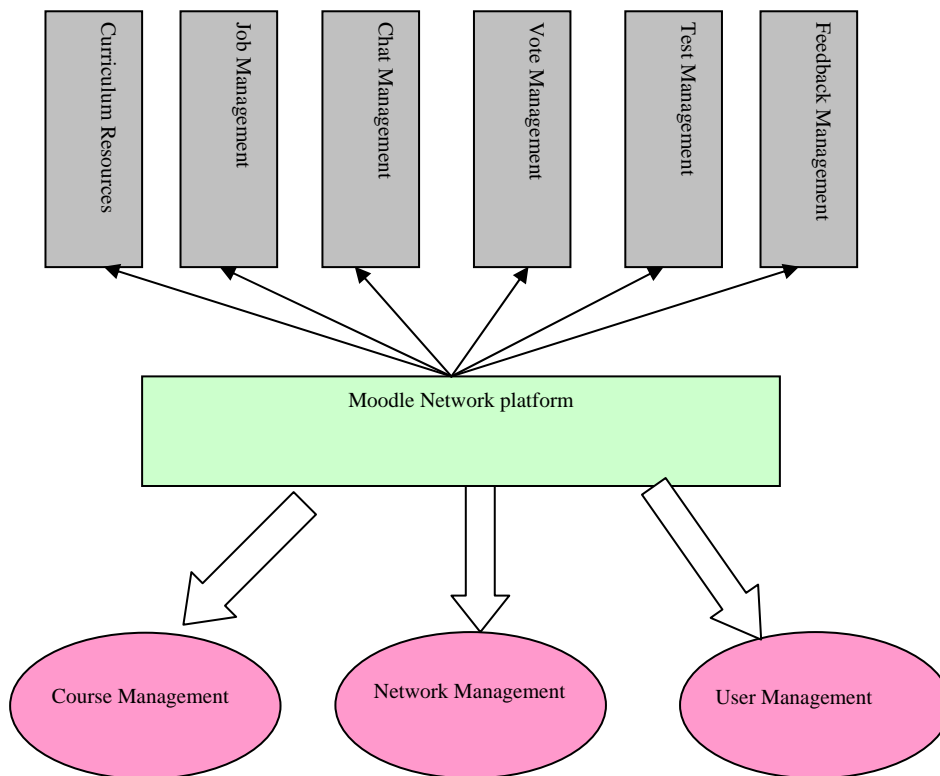 Curriculum Resources
Job Management
Chat Management
Vote Management
Test Management
Feedback Management
Moodle Network platform
Course Management
Network Management
User Management